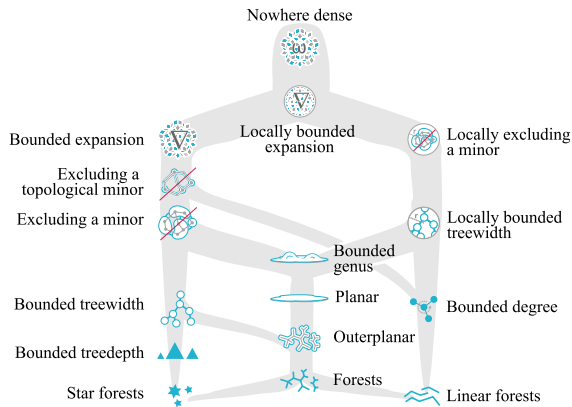 Nowhere dense
ω
∇
Locally bounded
expansion
Bounded expansion
∇
Locally excluding
a minor
Excluding a
topological minor
Excluding a minor
Locally bounded
treewidth
Bounded
genus
Bounded treewidth
Planar
Bounded degree
Outerplanar
Bounded treedepth
Forests
Star forests
Linear forests